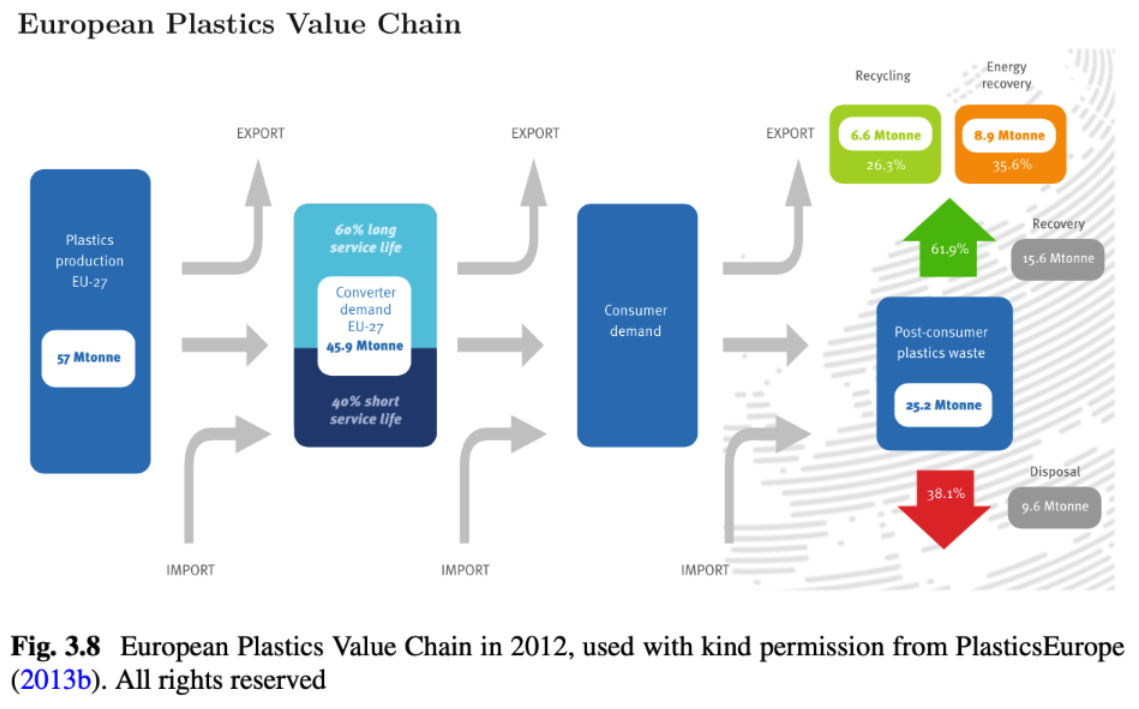 European Plastics Value Chain
Recycling
Energy
recovery
EXPORT
EXPORT
EXPORT
6.6 Mtonne
26.3%
8.9 Mtonne
35.6%
Plastics
production
EU-27
57 Mtonne
60% long
service life
Converter
demand
EU-27
45.9 Mtonne
40% short
service life
Consumer
demand
61.9%
Recovery
15.6 Mtonne
Post-consumer
plastics waste
25.2 Mtonne
38.1%
Disposal
9.6 Mtonne
IMPORT
IMPORT
IMPORT
Fig. 3.8 European Plastics Value Chain in 2012, used with kind permission from PlasticsEurope
(2013b). All rights reserved